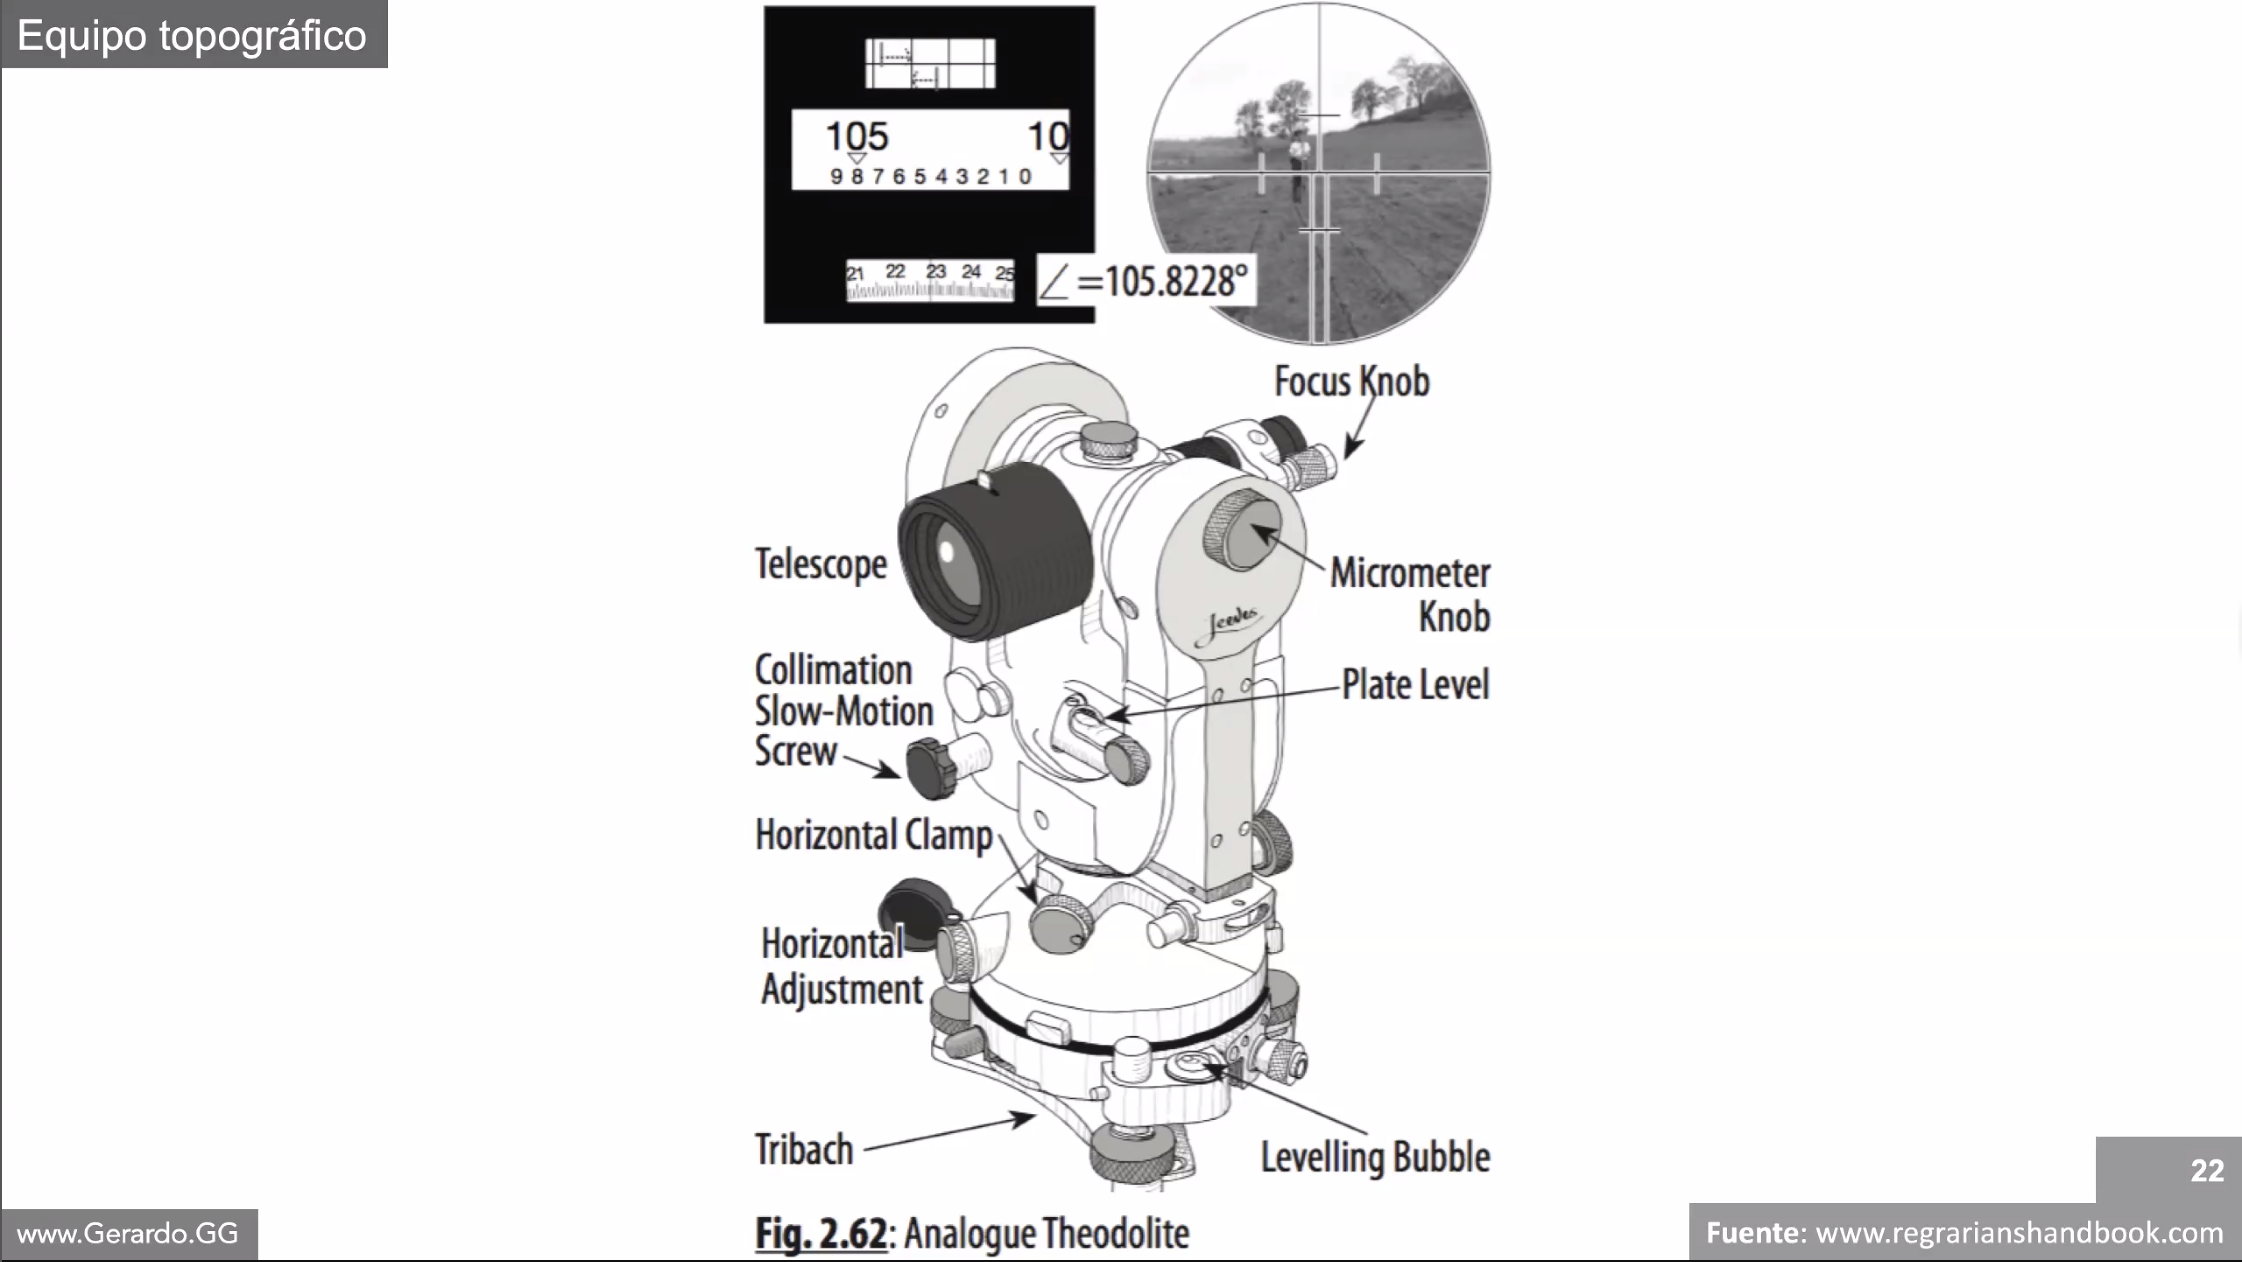 Equipo topográfico
105 10
9 8 7 6 5 4 3 2 1 0
21 22 23 24 25
∠=105.8228°
Focus Knob
Telescope
Micrometer
Knob
Jeeves
Collimation
Slow-Motion
Screw
Plate Level
Horizontal Clamp
Horizontal
Adjustment
Tribach
Levelling Bubble
Fig. 2.62: Analogue Theodolite
22
www.Gerardo.GG
Fuente: www.regrarianshandbook.com